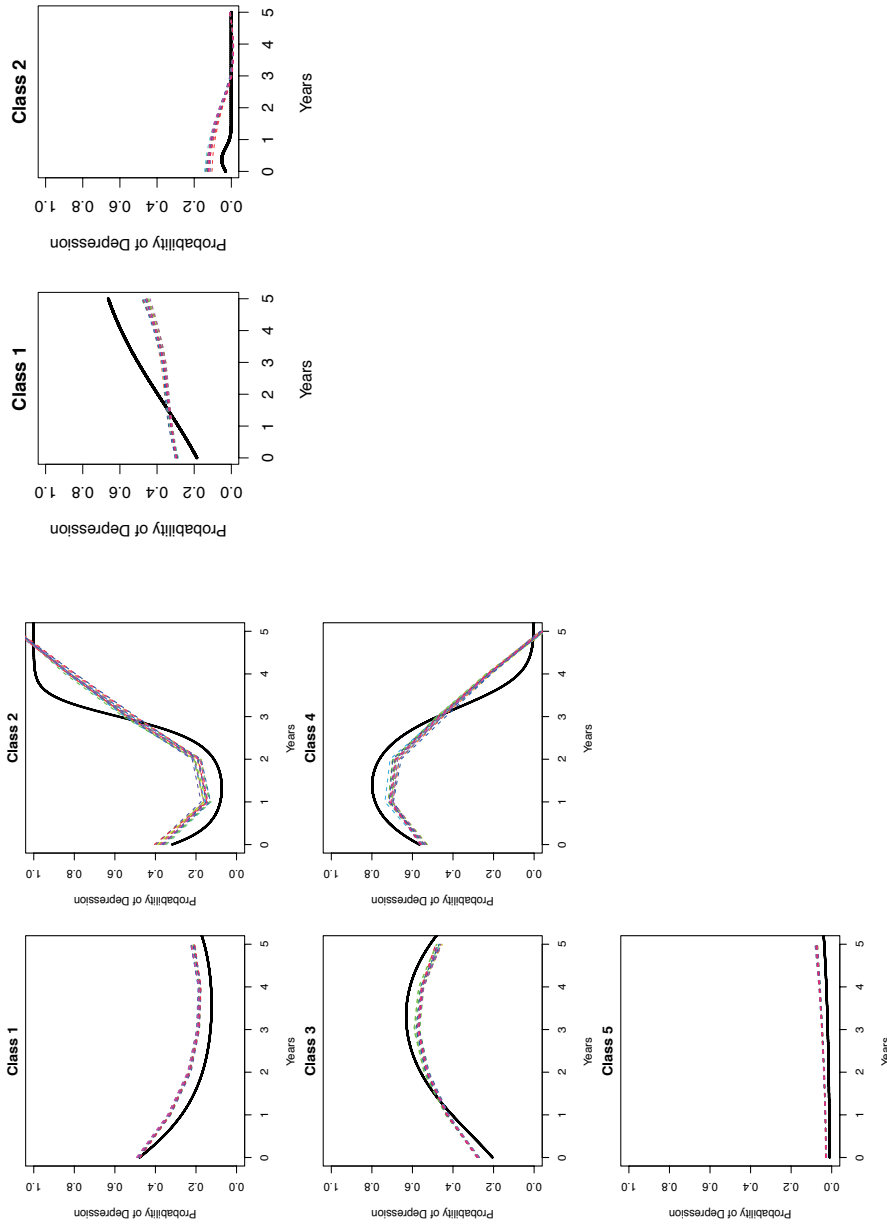 Class 1
Probability of Depression
0.0 0.2 0.4 0.6 0.8 1.0
0 1 2 3 4 5
Years
Class 2
Probability of Depression
0.0 0.2 0.4 0.6 0.8 1.0
0 1 2 3 4 5
Years
Class 1
Probability of Depression
0.0 0.2 0.4 0.6 0.8 1.0
0 1 2 3 4 5
Years
Class 2
Probability of Depression
0.0 0.2 0.4 0.6 0.8 1.0
0 1 2 3 4 5
Years
Class 3
Probability of Depression
0.0 0.2 0.4 0.6 0.8 1.0
0 1 2 3 4 5
Years
Class 4
Probability of Depression
0.0 0.2 0.4 0.6 0.8 1.0
0 1 2 3 4 5
Years
Class 5
Probability of Depression
0.0 0.2 0.4 0.6 0.8 1.0
0 1 2 3 4 5
Years